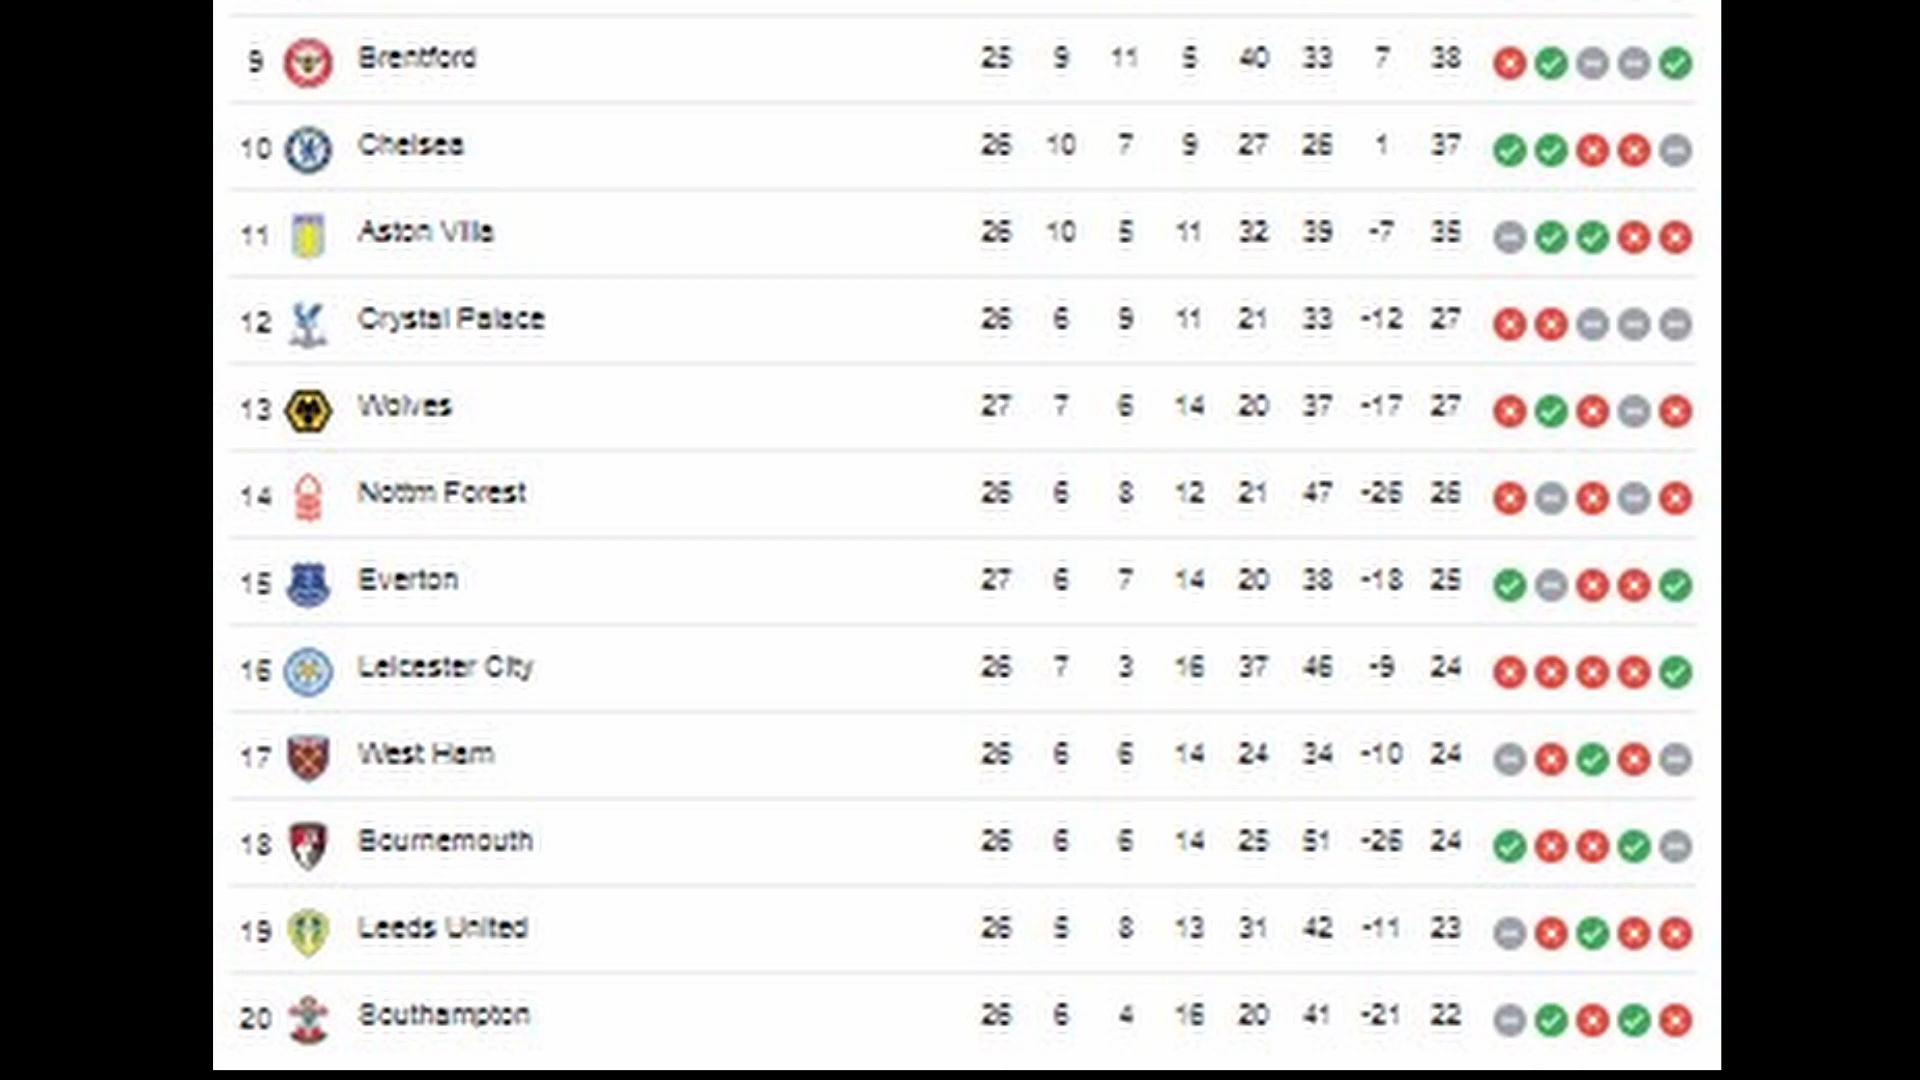 9 Brentford 25 9 11 5 40 33 7 38
10 Chelsea 26 10 7 9 27 26 1 37
11 Aston Villa 26 10 5 11 32 39 -7 35
12 Crystal Palace 26 6 9 11 21 33 -12 27
13 Wolves 27 7 6 14 20 37 -17 27
14 Nottm Forest 26 6 8 12 21 47 -26 26
15 Everton 27 6 7 14 20 38 -18 25
16 Leicester City 26 7 3 16 37 46 -9 24
17 West Ham 26 6 6 14 24 34 -10 24
18 Bournemouth 26 6 6 14 25 51 -26 24
19 Leeds United 26 5 8 13 31 42 -11 23
20 Southampton 26 6 4 16 20 41 -21 22